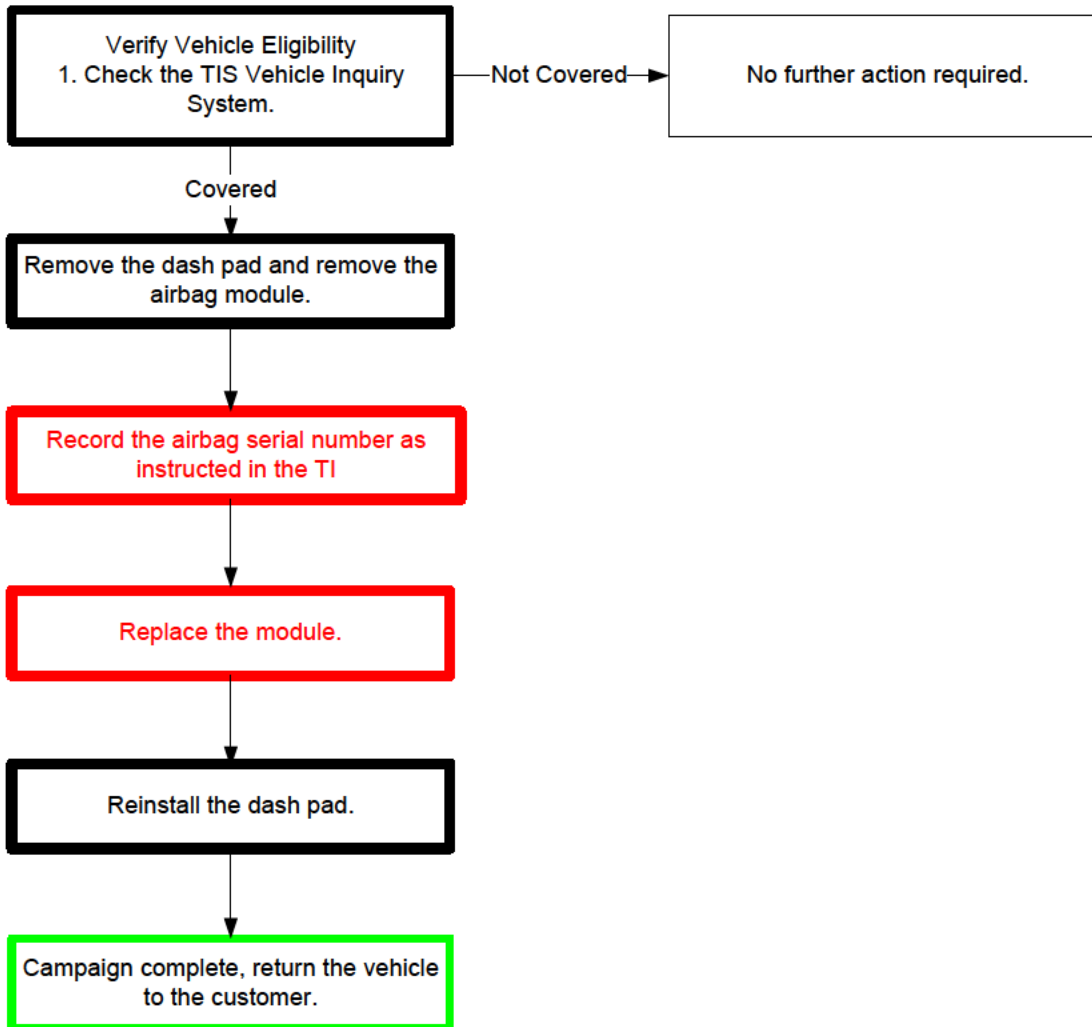 Verify Vehicle Eligibility
1. Check the TIS Vehicle Inquiry
System.
Not Covered
No further action required.
Covered
Remove the dash pad and remove the
airbag module.
Record the airbag serial number as
instructed in the TI
Replace the module.
Reinstall the dash pad.
Campaign complete, return the vehicle
to the customer.